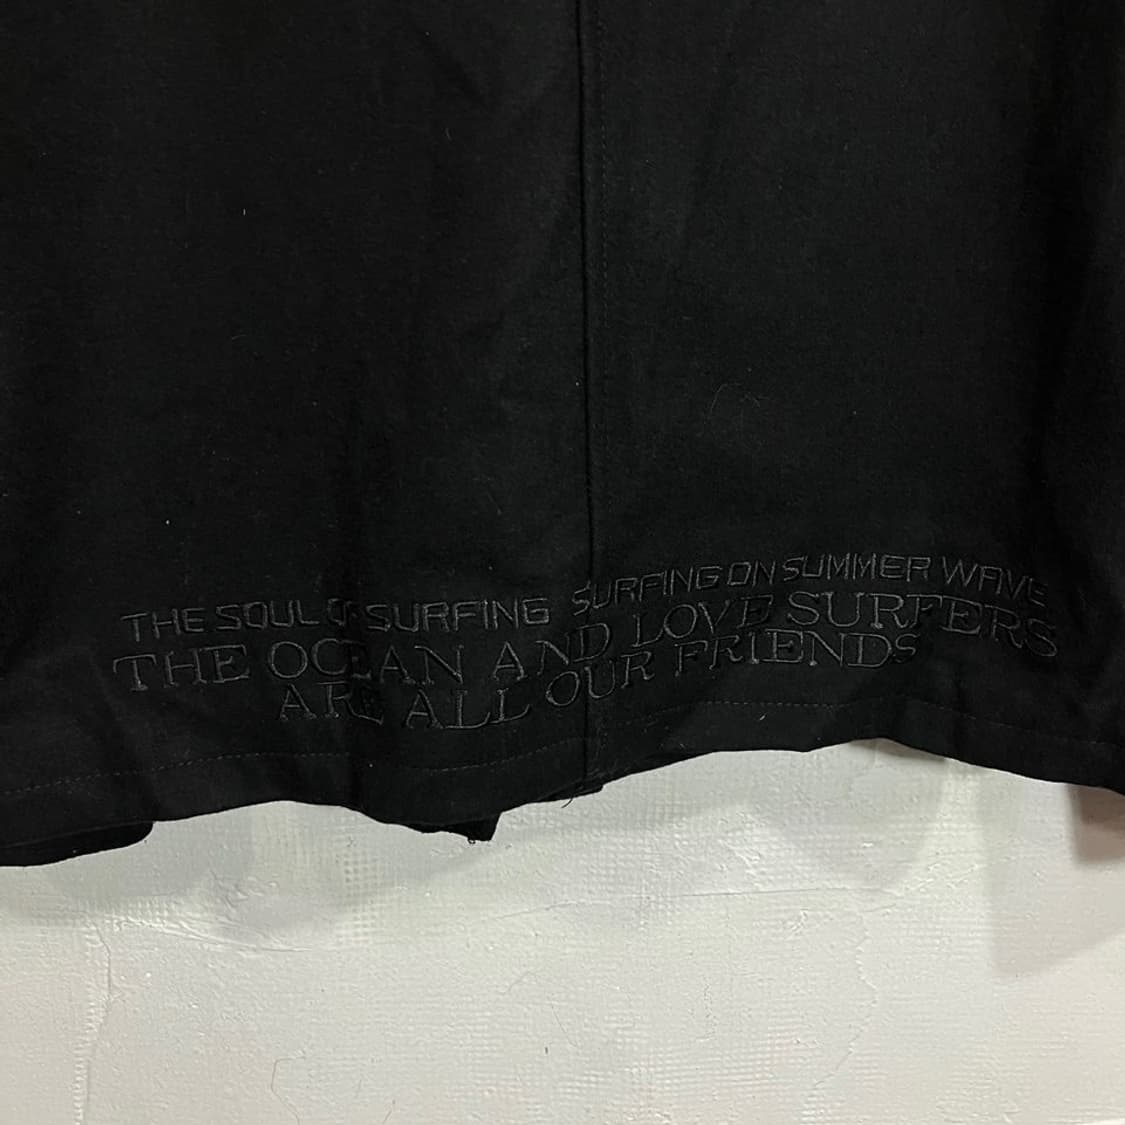 THE SOUL OF SURFING SURFING ON SUMMER WAVE
THE OCEAN AND LOVE SURFERS
ARE ALL OUR FRIENDS